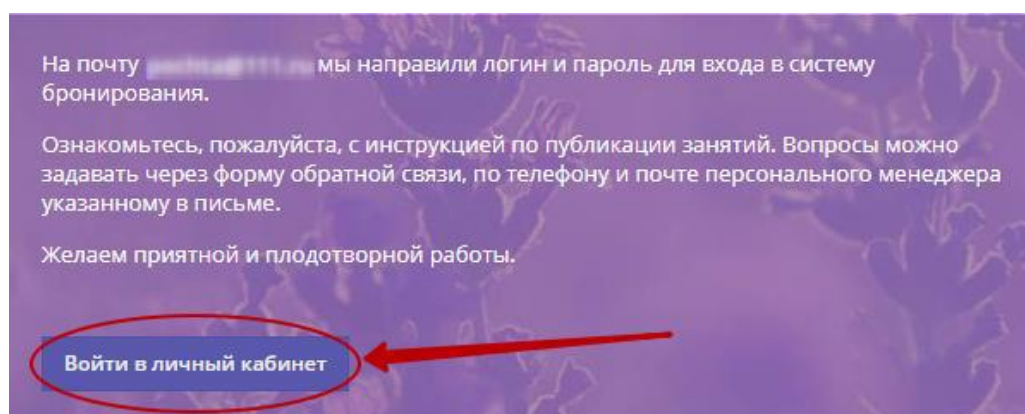 На почту мы направили логин и пароль для входа в систему
бронирования.
Ознакомьтесь, пожалуйста, с инструкцией по публикации занятий. Вопросы можно
задавать через форму обратной связи, по телефону и почте персонального менеджера
указанному в письме.
Желаем приятной и плодотворной работы.
Войти в личный кабинет